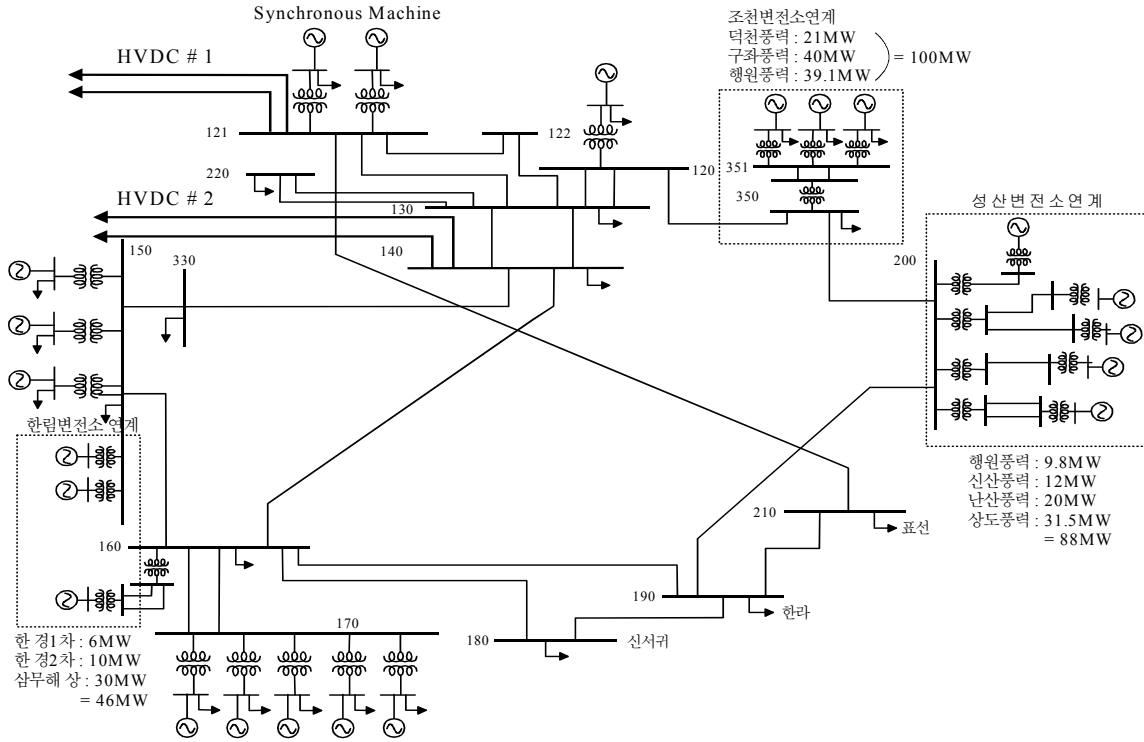 Synchronous Machine
HVDC # 1
조천변전소연계
덕천풍력 : 21MW
구좌풍력 : 40MW
행원풍력 : 39.1MW
= 100MW
121
122
120
351
350
220
130
HVDC # 2
140
150
330
성산변전소연계
200
한림변전소 연계
행원풍력 : 9.8MW
신산풍력 : 12MW
난산풍력 : 20MW
상도풍력 : 31.5MW
= 88MW
210
표선
160
190
한라
180
신서귀
170
한 경1차 : 6MW
한 경2차 : 10MW
삼무해 상 : 30MW
= 46MW